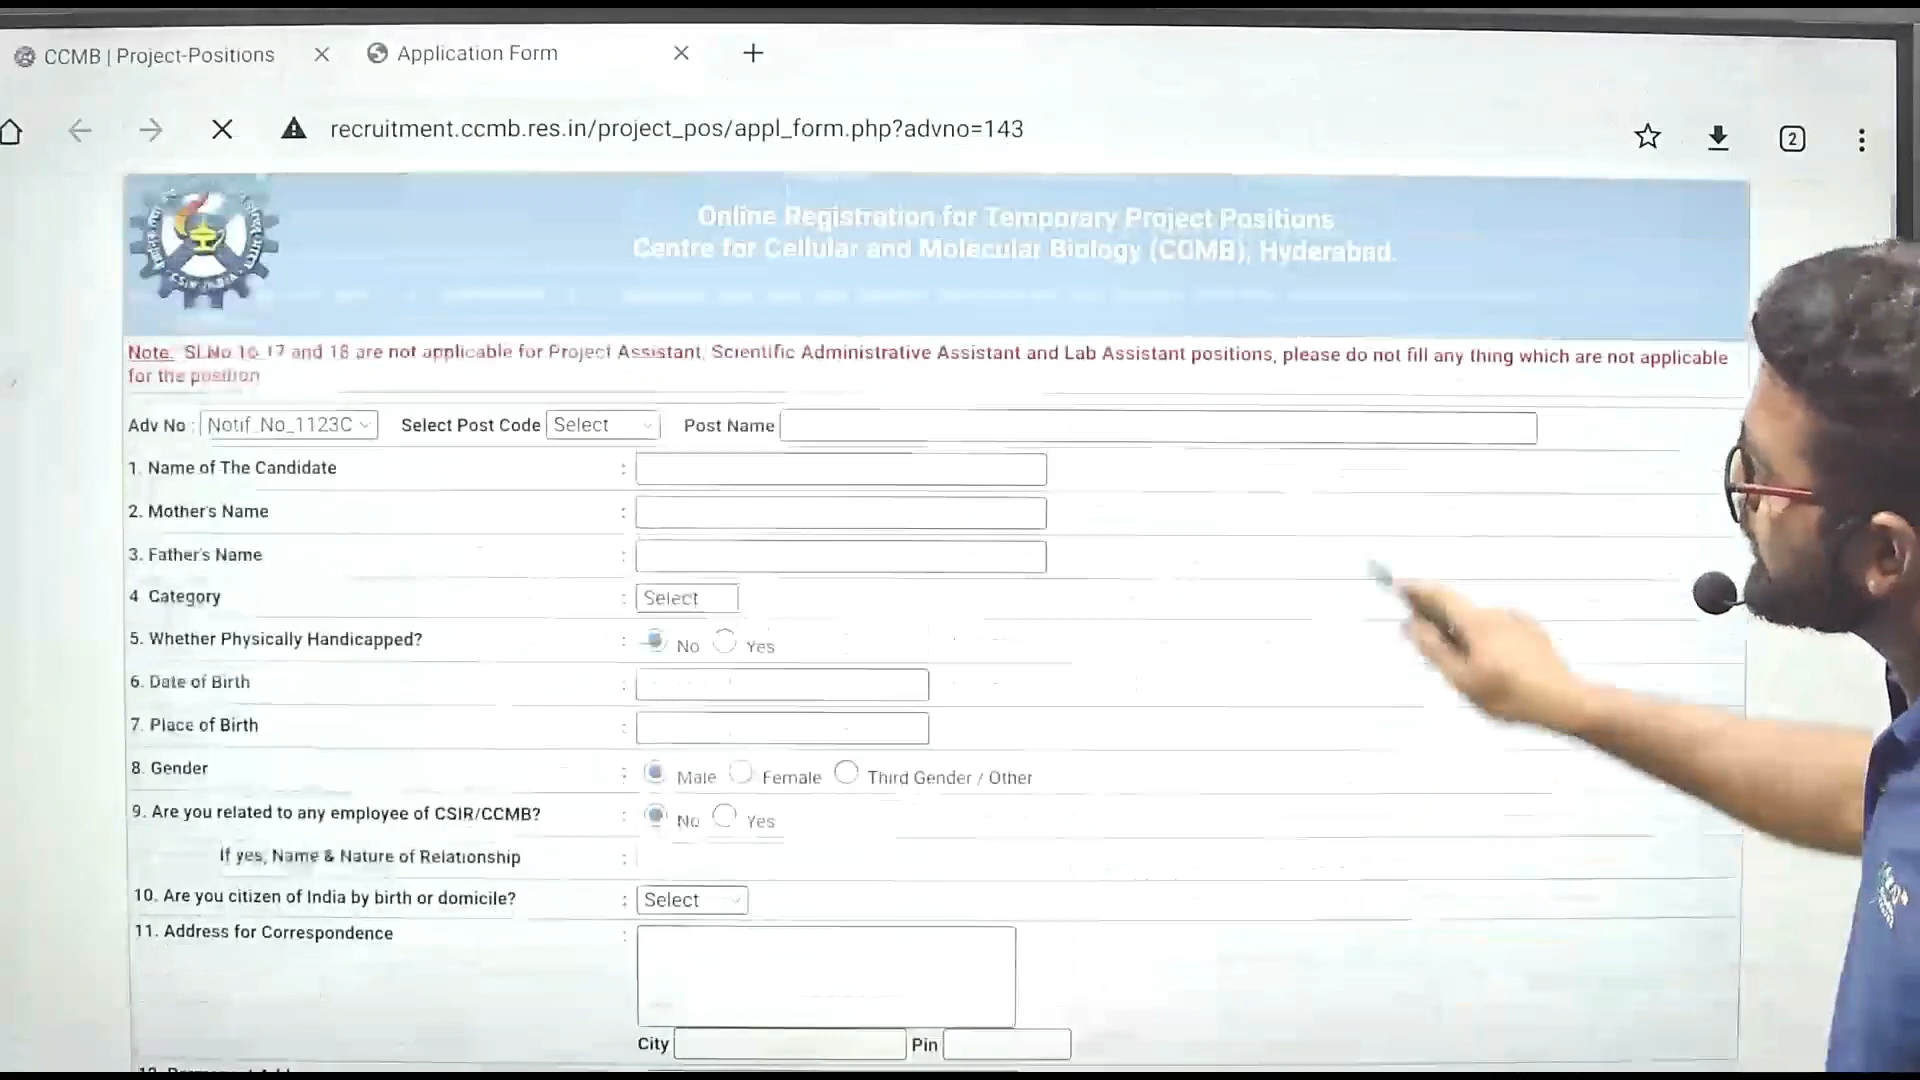 CCMB | Project-Positions
Application Form
recruitment.ccmb.res.in/project_pos/appl_form.php?advno=143
2
Online Registration for Temporary Project Positions
Centre for Cellular and Molecular Biology (CCMB), Hyderabad.
Note: Sl.No 16, 17 and 18 are not applicable for Project Assistant, Scientific Administrative Assistant and Lab Assistant positions, please do not fill any thing which are not applicable
for the position
Adv No : Notif_No_1123C Select Post Code Select Post Name
1. Name of The Candidate :
2. Mother's Name :
3. Father's Name :
4 Category : Select
5. Whether Physically Handicapped? : No Yes
6. Date of Birth :
7. Place of Birth :
8. Gender : Male Female Third Gender / Other
9. Are you related to any employee of CSIR/CCMB? : No Yes
If yes, Name & Nature of Relationship :
10. Are you citizen of India by birth or domicile? : Select
11. Address for Correspondence :
City Pin